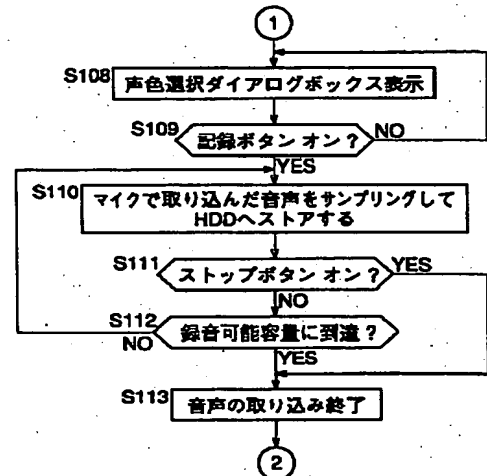 1
S108
声色選択ダイアログボックス表示
S109
記録ボタン オン?
NO
YES
S110
マイクで取り込んだ音声をサンプリングして
HDDへストアする
S111
ストップボタン オン?
YES
NO
S112
録音可能容量に到達?
NO
YES
S113
音声の取り込み終了
2